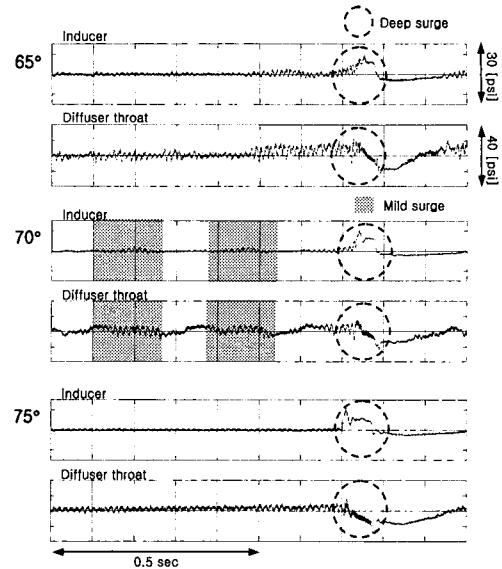 Deep surge
Inducer
65°
30 [psi]
Diffuser throat
40 [psi]
Mild surge
Inducer
70°
Diffuser throat
Inducer
75°
Diffuser throat
0.5 sec